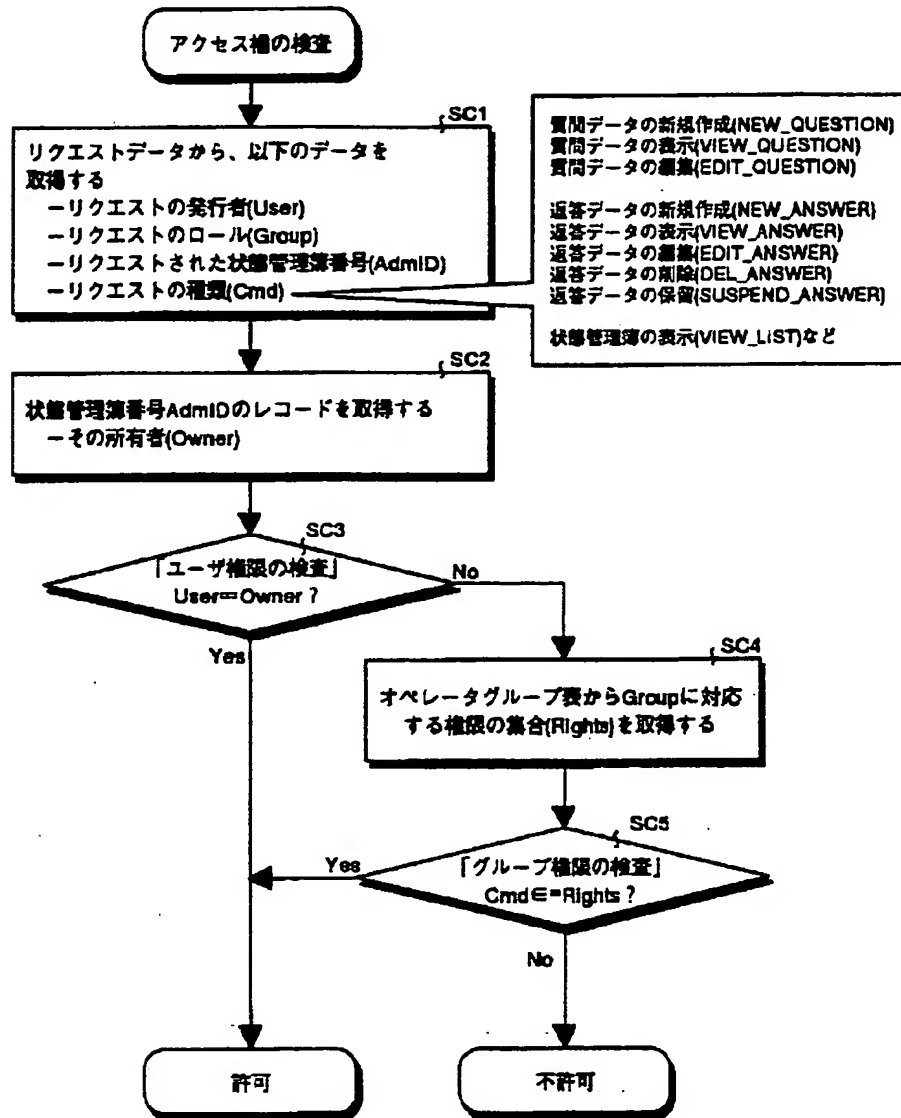 アクセス権の検査
SC1
リクエストデータから、以下のデータを
取得する
ーリクエストの発行者(User)
ーリクエストのロール(Group)
ーリクエストされた状態管理簿番号(AdmID)
ーリクエストの種類(Cmd)
質問データの新規作成(NEW_QUESTION)
質問データの表示(VIEW_QUESTION)
質問データの編集(EDIT_QUESTION)
返答データの新規作成(NEW_ANSWER)
返答データの表示(VIEW_ANSWER)
返答データの編集(EDIT_ANSWER)
返答データの削除(DEL_ANSWER)
返答データの保留(SUSPEND_ANSWER)
状態管理簿の表示(VIEW_LIST)など
SC2
状態管理簿番号AdmIDのレコードを取得する
ーその所有者(Owner)
SC3
「ユーザ権限の検査」
User==Owner ?
No
Yes
SC4
オペレータグループ表からGroupに対応
する権限の集合(Rights)を取得する
SC5
「グループ権限の検査」
Cmd∈=Rights ?
Yes
No
許可
不許可